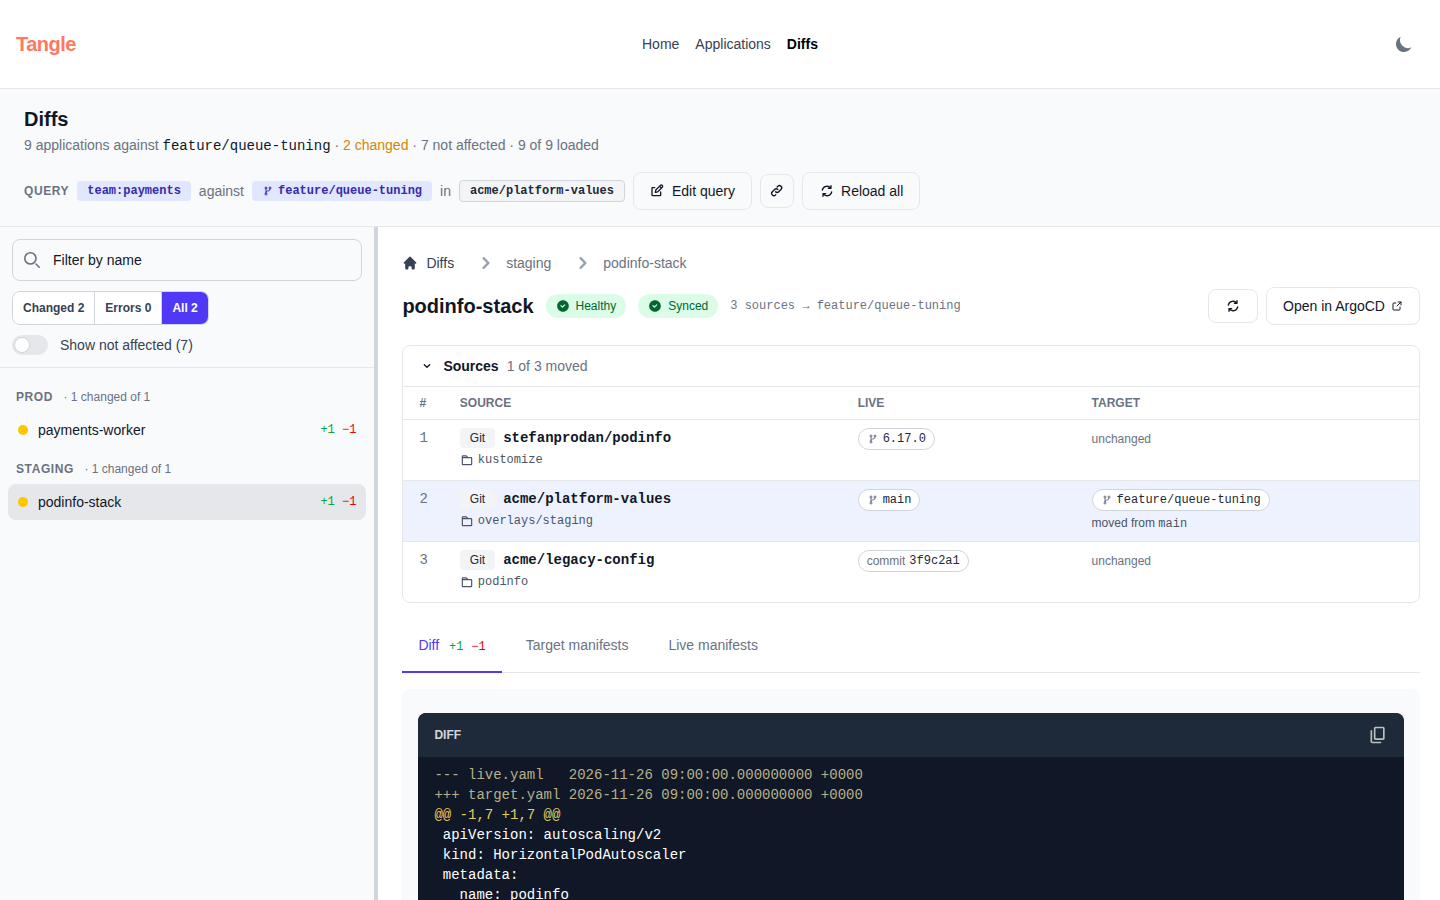 Tangle
Home Applications Diffs
Diffs
9 applications against feature/queue-tuning · 2 changed · 7 not affected · 9 of 9 loaded
QUERY team:payments against feature/queue-tuning in acme/platform-values Edit query Reload all
Filter by name
Changed 2 Errors 0 All 2
Show not affected (7)
PROD · 1 changed of 1
payments-worker +1 −1
STAGING · 1 changed of 1
podinfo-stack +1 −1
Diffs staging podinfo-stack
podinfo-stack Healthy Synced 3 sources → feature/queue-tuning Open in ArgoCD
Sources 1 of 3 moved
# SOURCE LIVE TARGET
1 Git stefanprodan/podinfo 6.17.0 unchanged
kustomize
2 Git acme/platform-values main feature/queue-tuning
overlays/staging moved from main
3 Git acme/legacy-config commit 3f9c2a1 unchanged
podinfo
Diff +1 −1 Target manifests Live manifests
DIFF
--- live.yaml 2026-11-26 09:00:00.000000000 +0000
+++ target.yaml 2026-11-26 09:00:00.000000000 +0000
@@ -1,7 +1,7 @@
apiVersion: autoscaling/v2
kind: HorizontalPodAutoscaler
metadata:
name: podinfo